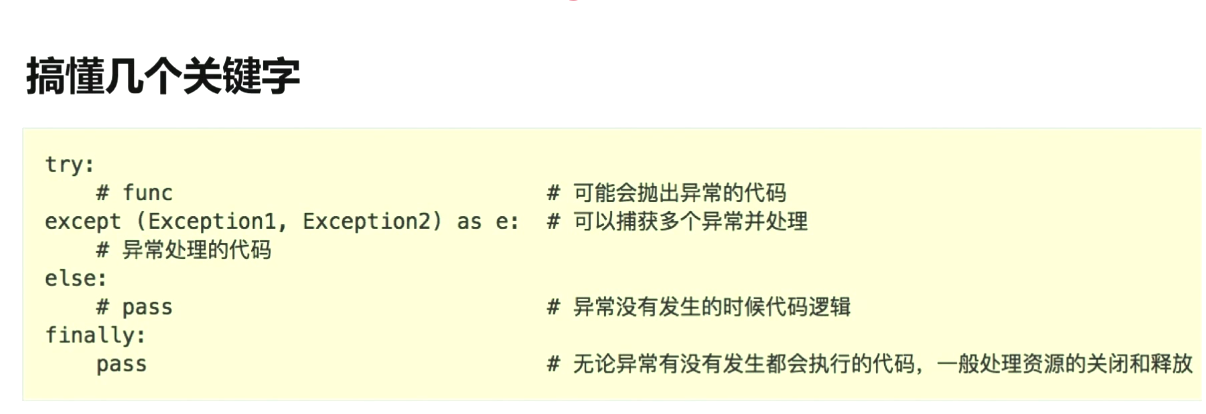 搞懂几个关键字
try:
    # func                             # 可能会抛出异常的代码
except (Exception1, Exception2) as e:  # 可以捕获多个异常并处理
    # 异常处理的代码
else:
    # pass                             # 异常没有发生的时候代码逻辑
finally:
    pass                               # 无论异常有没有发生都会执行的代码，一般处理资源的关闭和释放